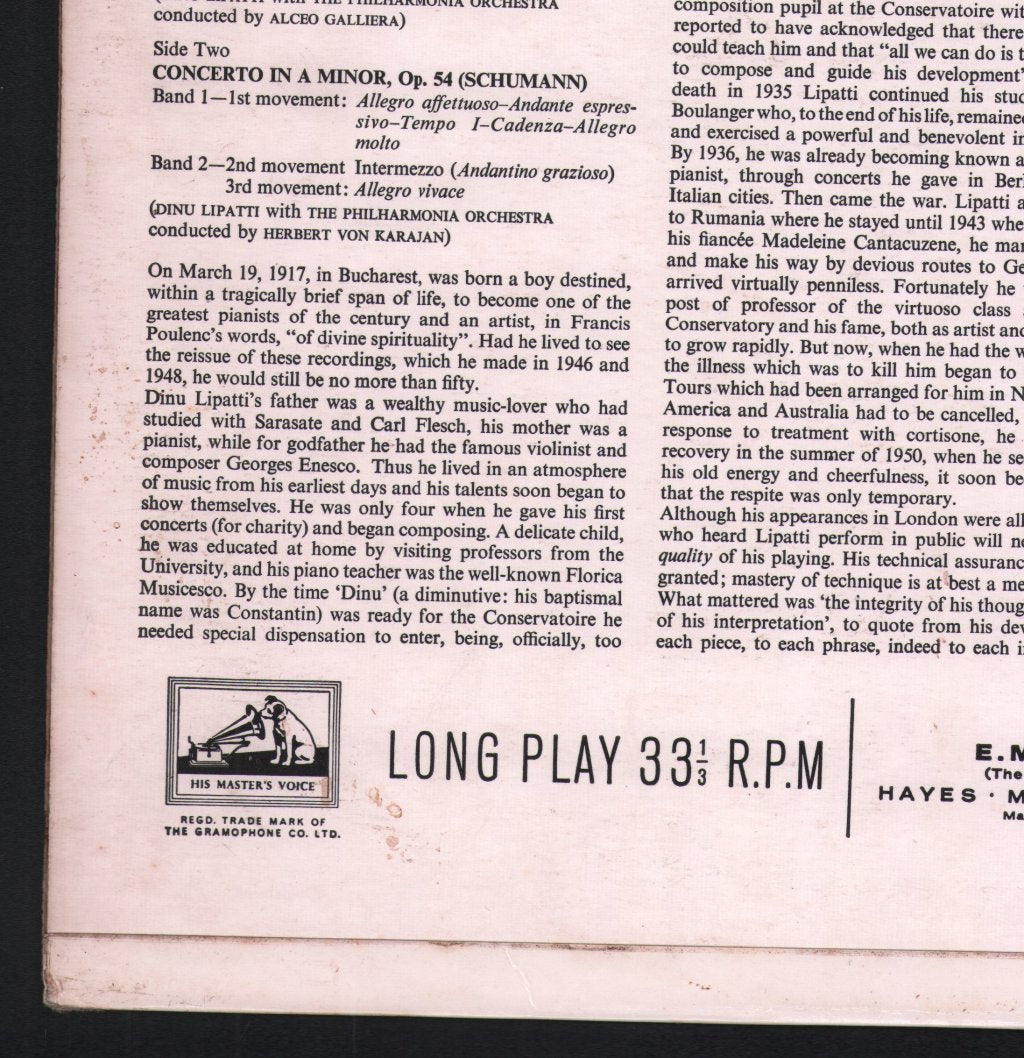 conducted by ALCEO GALLIERA)
Side Two
CONCERTO IN A MINOR, Op. 54 (SCHUMANN)
Band 1—1st movement: Allegro affettuoso–Andante espres-
sivo–Tempo I–Cadenza–Allegro
molto
Band 2—2nd movement Intermezzo (Andantino grazioso)
3rd movement: Allegro vivace
(DINU LIPATTI with THE PHILHARMONIA ORCHESTRA
conducted by HERBERT VON KARAJAN)
On March 19, 1917, in Bucharest, was born a boy destined,
within a tragically brief span of life, to become one of the
greatest pianists of the century and an artist, in Francis
Poulenc's words, “of divine spirituality”. Had he lived to see
the reissue of these recordings, which he made in 1946 and
1948, he would still be no more than fifty.
Dinu Lipatti's father was a wealthy music-lover who had
studied with Sarasate and Carl Flesch, his mother was a
pianist, while for godfather he had the famous violinist and
composer Georges Enesco. Thus he lived in an atmosphere
of music from his earliest days and his talents soon began to
show themselves. He was only four when he gave his first
concerts (for charity) and began composing. A delicate child,
he was educated at home by visiting professors from the
University, and his piano teacher was the well-known Florica
Musicesco. By the time ‘Dinu’ (a diminutive: his baptismal
name was Constantin) was ready for the Conservatoire he
needed special dispensation to enter, being, officially, too
composition pupil at the Conservatoire wit
reported to have acknowledged that there
could teach him and that “all we can do is t
to compose and guide his development”
death in 1935 Lipatti continued his stud
Boulanger who, to the end of his life, remained
and exercised a powerful and benevolent in
By 1936, he was already becoming known a
pianist, through concerts he gave in Berl
Italian cities. Then came the war. Lipatti a
to Rumania where he stayed until 1943 whe
his fiancée Madeleine Cantacuzene, he man
and make his way by devious routes to Ge
arrived virtually penniless. Fortunately he
post of professor of the virtuoso class
Conservatory and his fame, both as artist and
to grow rapidly. But now, when he had the w
the illness which was to kill him began to
Tours which had been arranged for him in N
America and Australia had to be cancelled,
response to treatment with cortisone, he
recovery in the summer of 1950, when he se
his old energy and cheerfulness, it soon be
that the respite was only temporary.
Although his appearances in London were all
who heard Lipatti perform in public will ne
quality of his playing. His technical assuranc
granted; mastery of technique is at best a me
What mattered was ‘the integrity of his thoug
of his interpretation’, to quote from his dev
each piece, to each phrase, indeed to each i
HIS MASTER'S VOICE
REGD. TRADE MARK OF
THE GRAMOPHONE CO. LTD.
LONG PLAY 33⅓ R.P.M
E.M
(The
HAYES · M
Ma